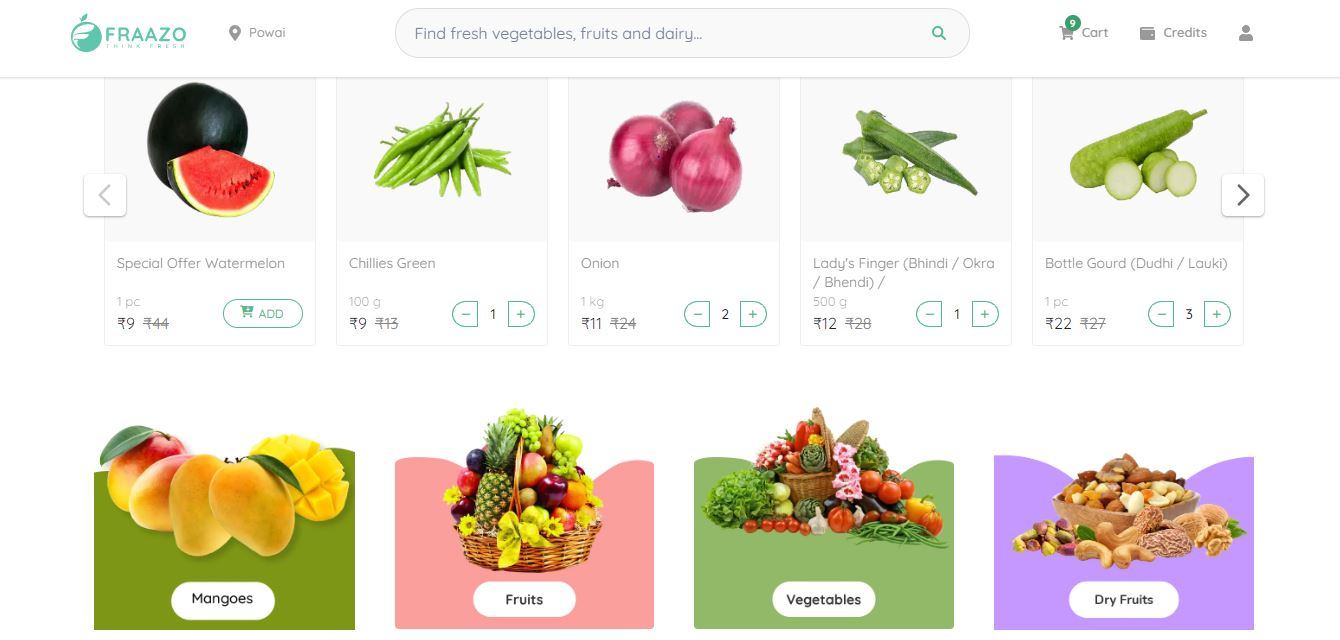 FRAAZO
THINK FRESH
Powai
Find fresh vegetables, fruits and dairy...
9
Cart
Credits
Special Offer Watermelon
1 pc
₹9 ₹44
ADD
Chillies Green
100 g
₹9 ₹13
− 1 +
Onion
1 kg
₹11 ₹24
− 2 +
Lady's Finger (Bhindi / Okra
/ Bhendi) /
500 g
₹12 ₹28
− 1 +
Bottle Gourd (Dudhi / Lauki)
1 pc
₹22 ₹27
− 3 +
Mangoes
Fruits
Vegetables
Dry Fruits